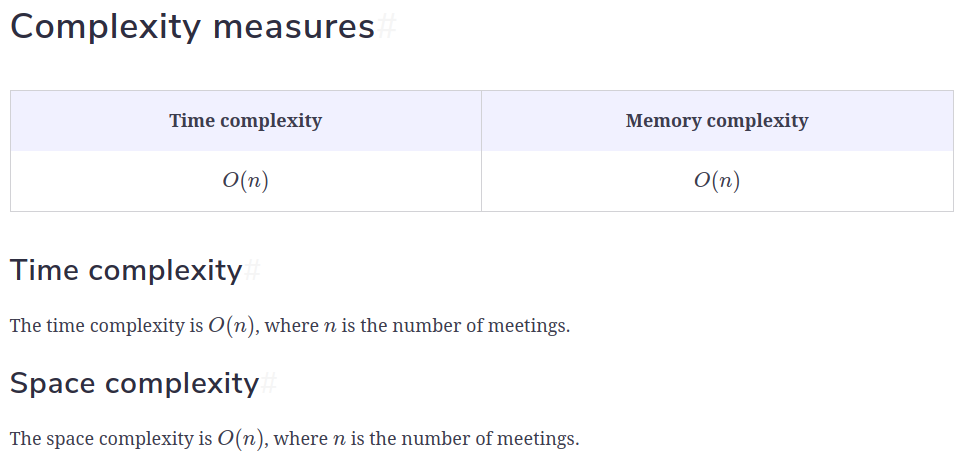 Complexity measures#
Time complexity Memory complexity
O(n) O(n)
Time complexity#
The time complexity is O(n), where n is the number of meetings.
Space complexity#
The space complexity is O(n), where n is the number of meetings.